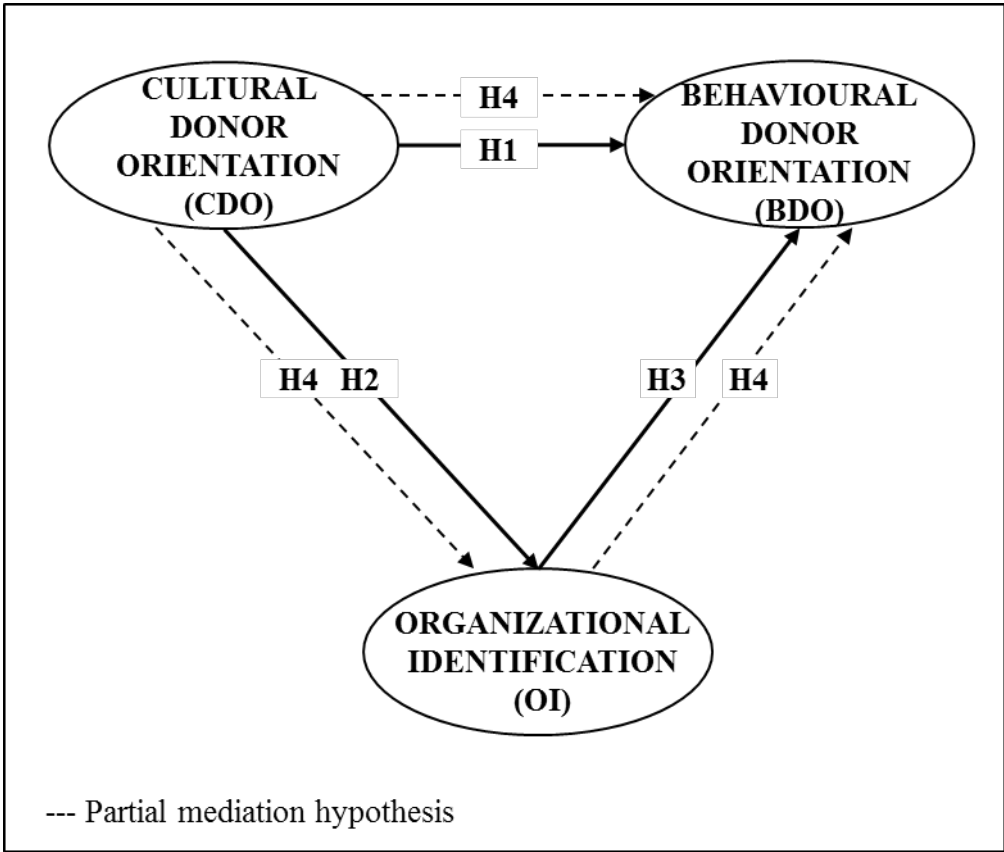 CULTURAL
DONOR
ORIENTATION
(CDO)
H4
H1
BEHAVIOURAL
DONOR
ORIENTATION
(BDO)
H4 H2
H3
H4
ORGANIZATIONAL
IDENTIFICATION
(OI)
--- Partial mediation hypothesis